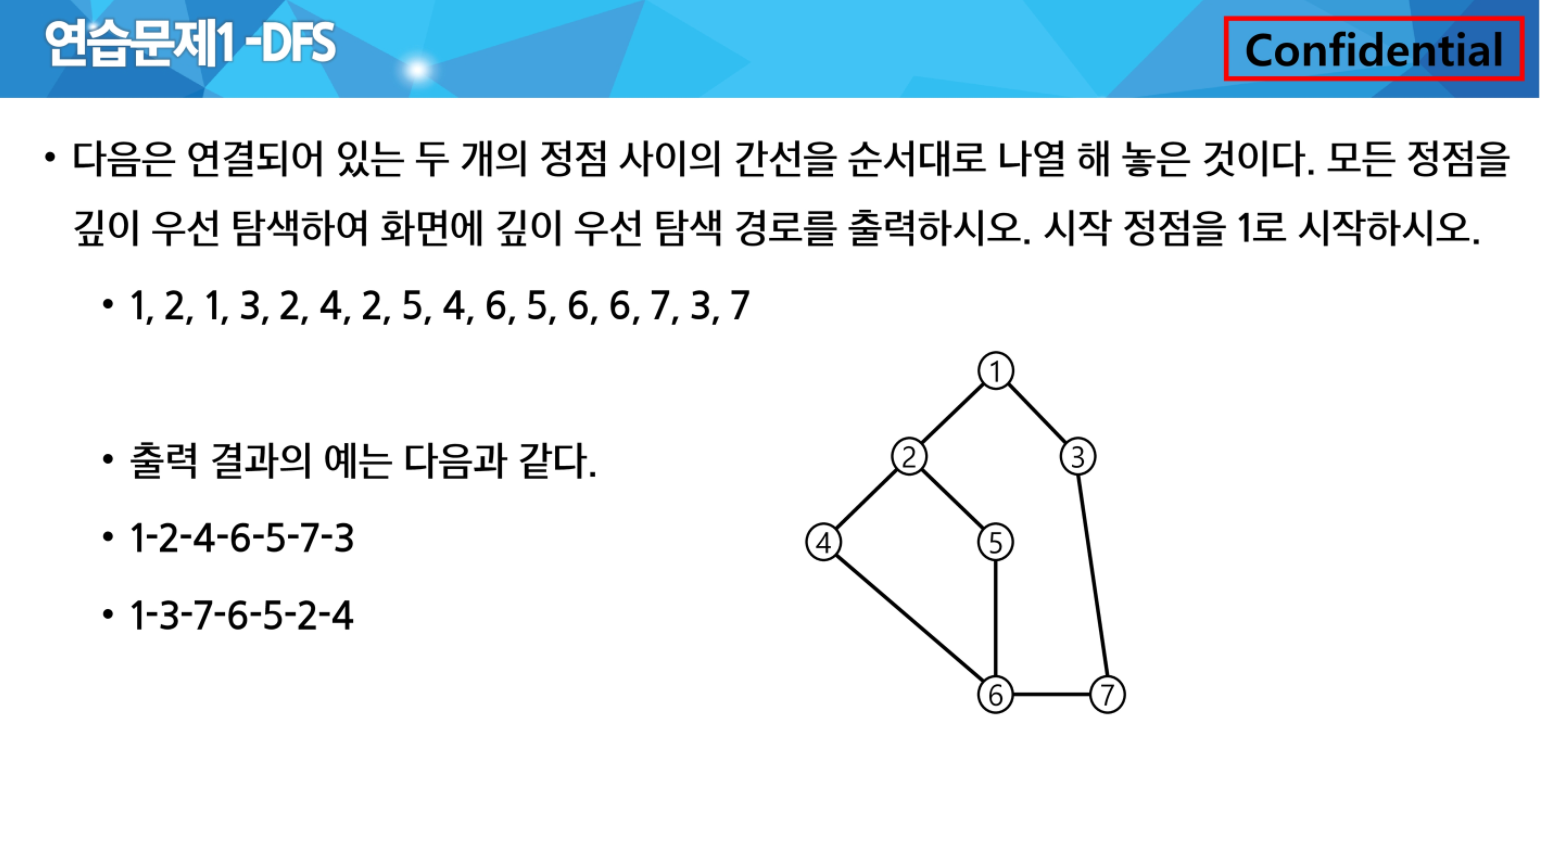 연습문제1 -DFS
Confidential
• 다음은 연결되어 있는 두 개의 정점 사이의 간선을 순서대로 나열 해 놓은 것이다. 모든 정점을
깊이 우선 탐색하여 화면에 깊이 우선 탐색 경로를 출력하시오. 시작 정점을 1로 시작하시오.
• 1, 2, 1, 3, 2, 4, 2, 5, 4, 6, 5, 6, 6, 7, 3, 7
• 출력 결과의 예는 다음과 같다.
• 1-2-4-6-5-7-3
• 1-3-7-6-5-2-4
1
2
3
4
5
6
7